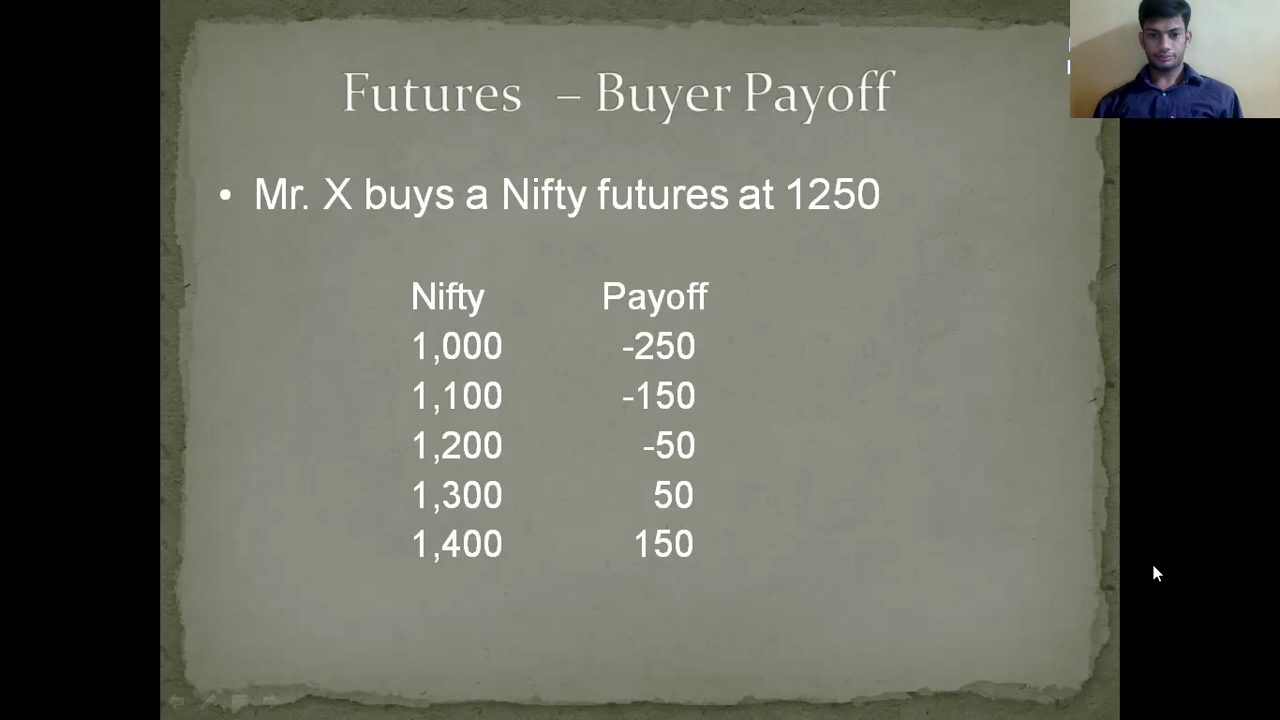 Futures – Buyer Payoff
• Mr. X buys a Nifty futures at 1250
Nifty Payoff
1,000 -250
1,100 -150
1,200 -50
1,300 50
1,400 150